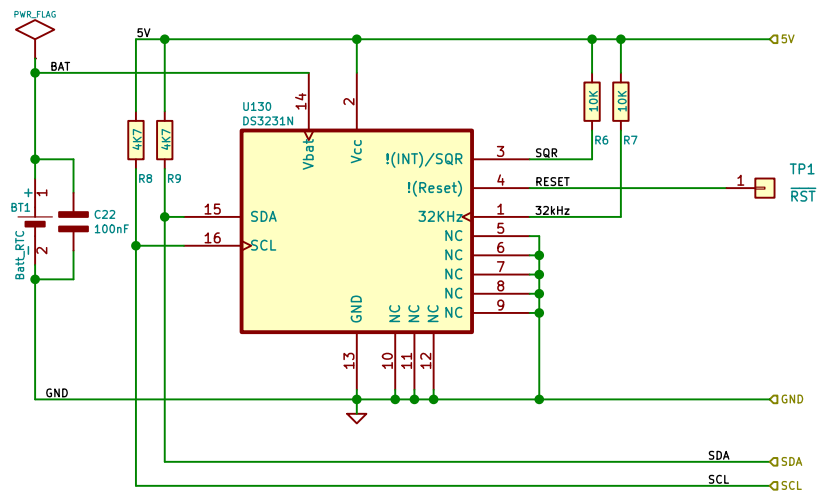 PWR_FLAG
5V
5V
BAT
U130
DS3231N
14
2
Vbat
Vcc
4K7
4K7
R8
R9
10K
10K
R6
R7
!(INT)/SQR
3
SQR
!(Reset)
4
RESET
1
TP1
RST
32KHz
1
32kHz
15
SDA
16
SCL
NC
5
NC
6
NC
7
NC
8
NC
9
+
1
BT1
Batt_RTC
2
C22
100nF
GND
NC
NC
NC
13
10
11
12
GND
GND
SDA
SDA
SCL
SCL